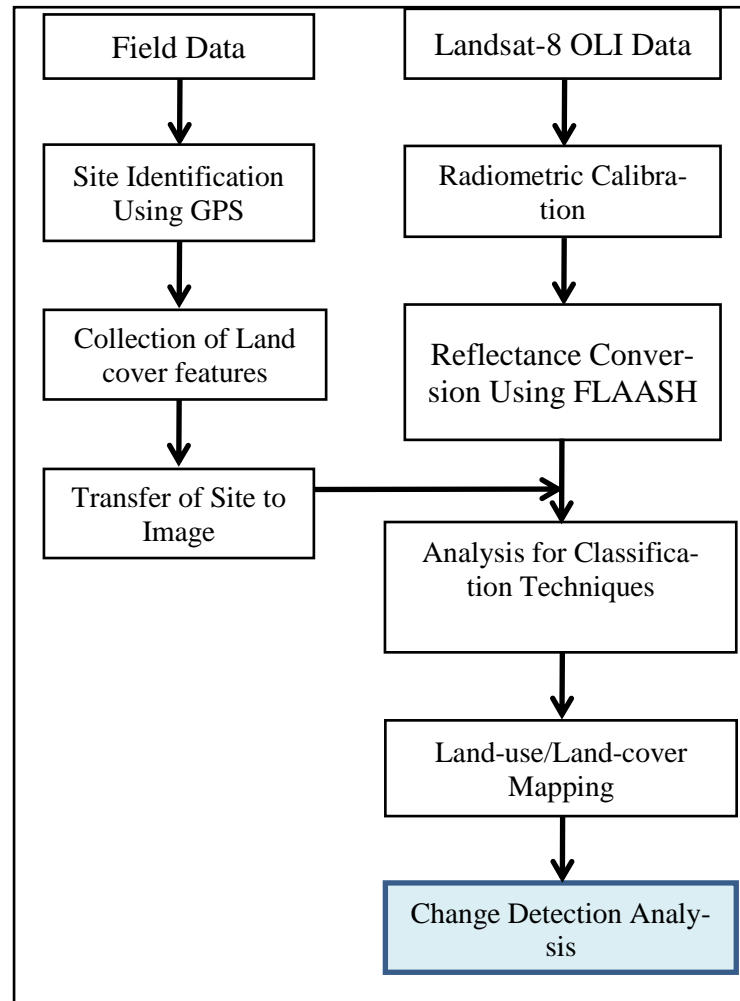 Field Data
Site Identification
Using GPS
Collection of Land
cover features
Transfer of Site to
Image
Landsat-8 OLI Data
Radiometric Calibra-
tion
Reflectance Conver-
sion Using FLAASH
Analysis for Classifica-
tion Techniques
Land-use/Land-cover
Mapping
Change Detection Analy-
sis